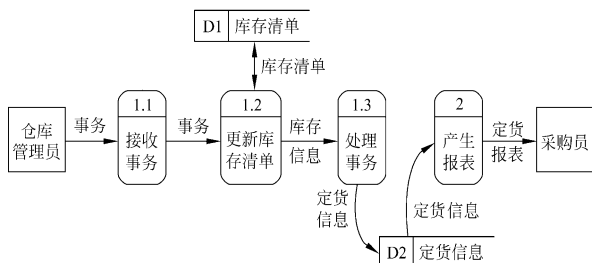 D1 库存清单
库存清单
1.1
1.2
1.3
2
仓库
管理员
事务
接收
事务
事务
更新库
存清单
库存
信息
处理
事务
产生
报表
定货
报表
采购员
定货
信息
定货信息
D2 定货信息